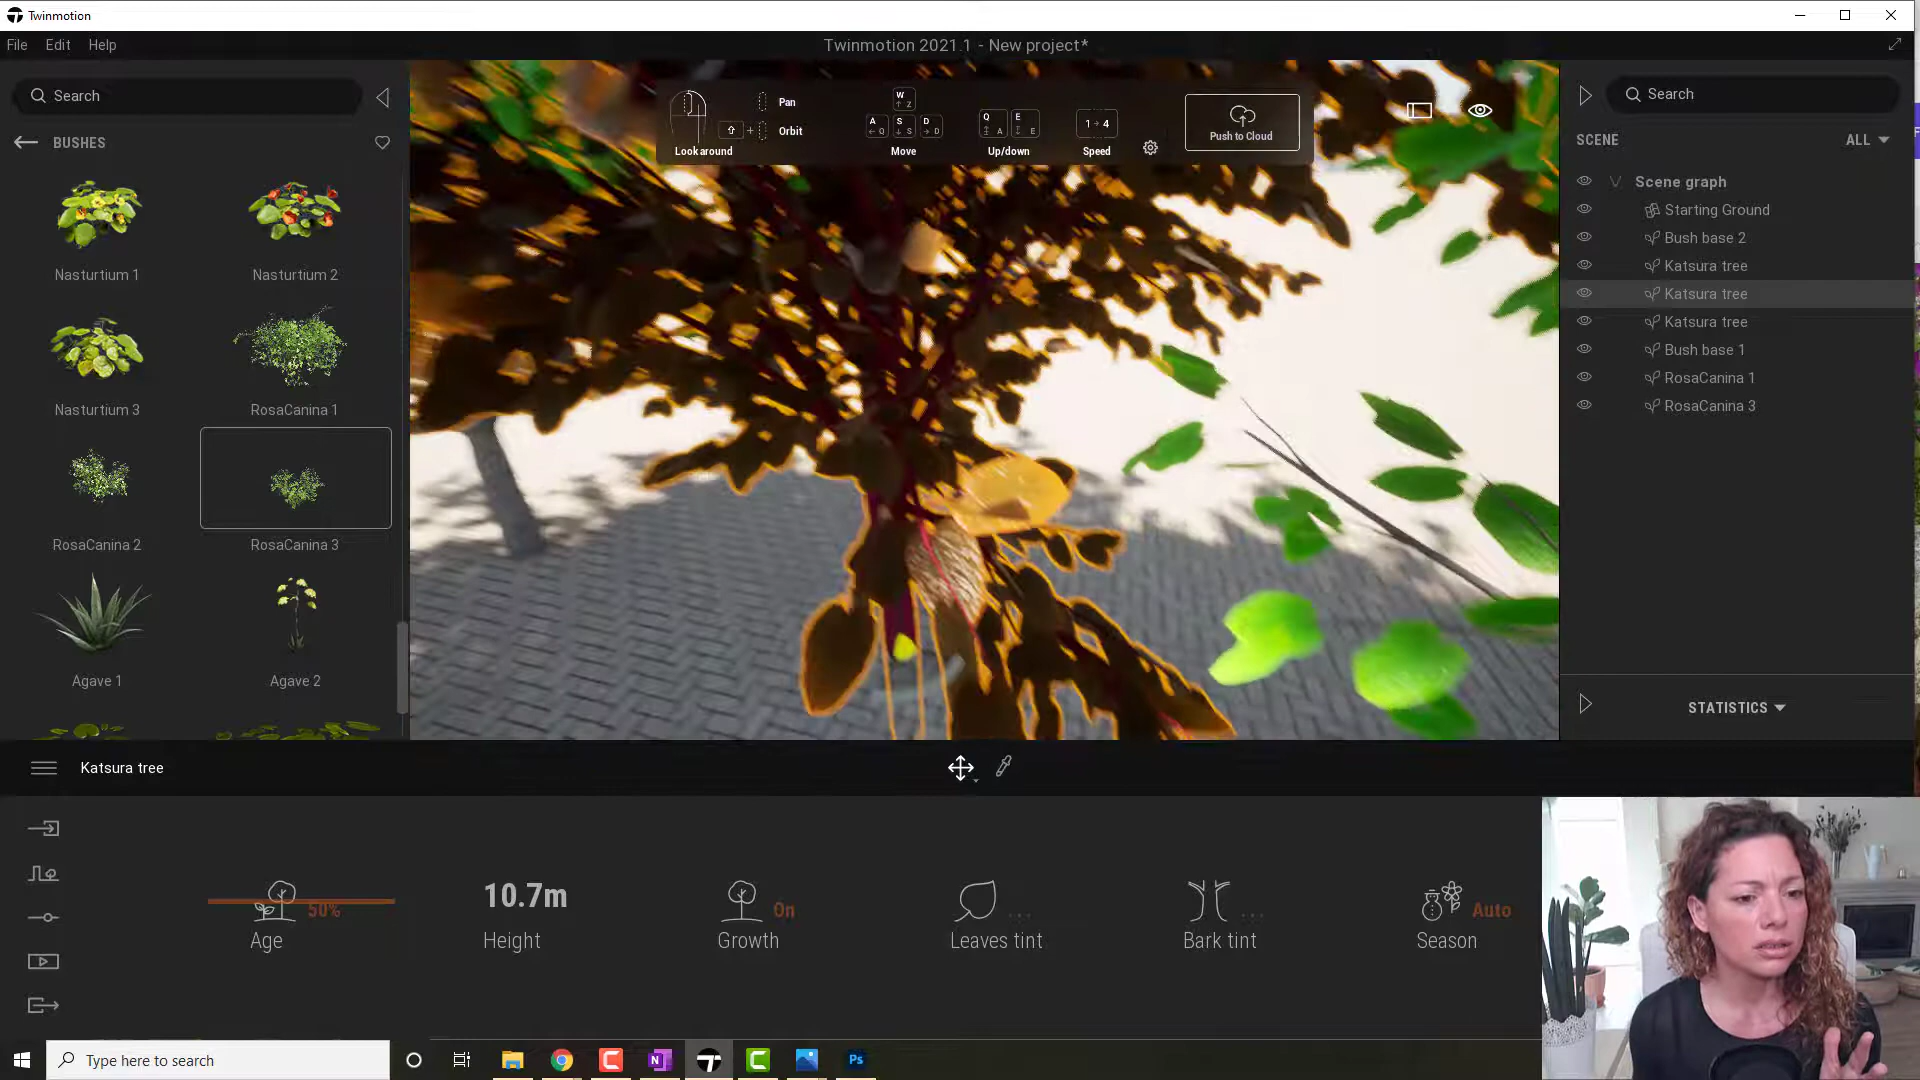 Twinmotion
File Edit Help
Twinmotion 2021.1 - New project*
Search
BUSHES
Nasturtium 1
Nasturtium 2
Nasturtium 3
RosaCanina 1
RosaCanina 2
RosaCanina 3
Agave 1
Agave 2
Look around
Pan
Orbit
W
Z
A
Q
S
S
D
D
Move
Q
A
E
E
Up/down
1 4
Speed
Push to Cloud
Search
SCENE
ALL
Scene graph
Starting Ground
Bush base 2
Katsura tree
Katsura tree
Katsura tree
Bush base 1
RosaCanina 1
RosaCanina 3
STATISTICS
Katsura tree
50%
Age
10.7m
Height
On
Growth
Leaves tint
Bark tint
Auto
Season
Type here to search
N
C
Ps